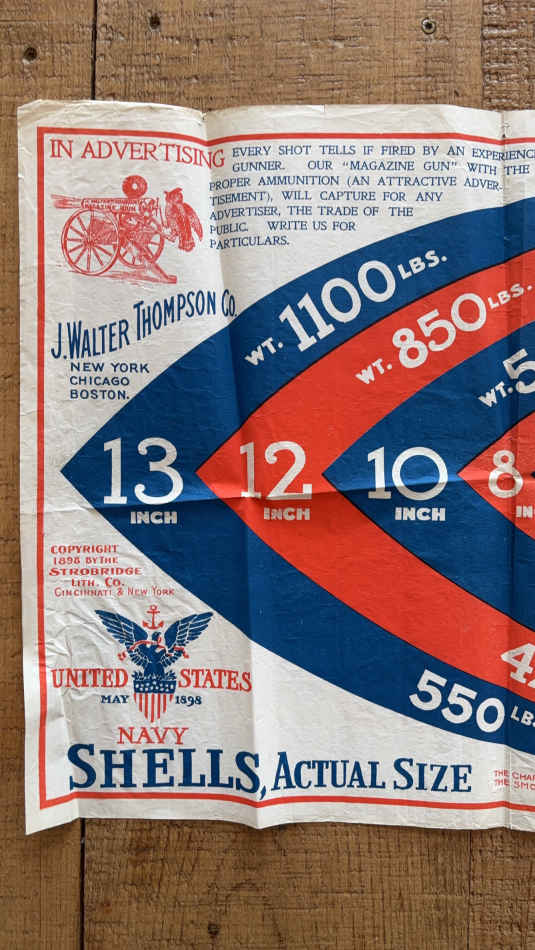 IN ADVERTISING EVERY SHOT TELLS IF FIRED BY AN
GUNNER. OUR "MAGAZINE GUN" WITH THE
PROPER AMMUNITION (AN ATTRACTIVE ADVER-
TISEMENT), WILL CAPTURE FOR ANY
ADVERTISER, THE TRADE OF THE
PUBLIC. WRITE US FOR
PARTICULARS.
J. WALTER THOMPSON CO.
NEW YORK
CHICAGO
BOSTON.
WT. 1100 LBS.
WT. 850 LBS.
WT.
13 INCH
12 INCH
10 INCH
8
COPYRIGHT
1898 BY THE
STROBRIDGE
LITH. CO.
CINCINNATI & NEW YORK
UNITED STATES
MAY 1898
NAVY
550 LB
SHELLS, ACTUAL SIZE
THE
THE